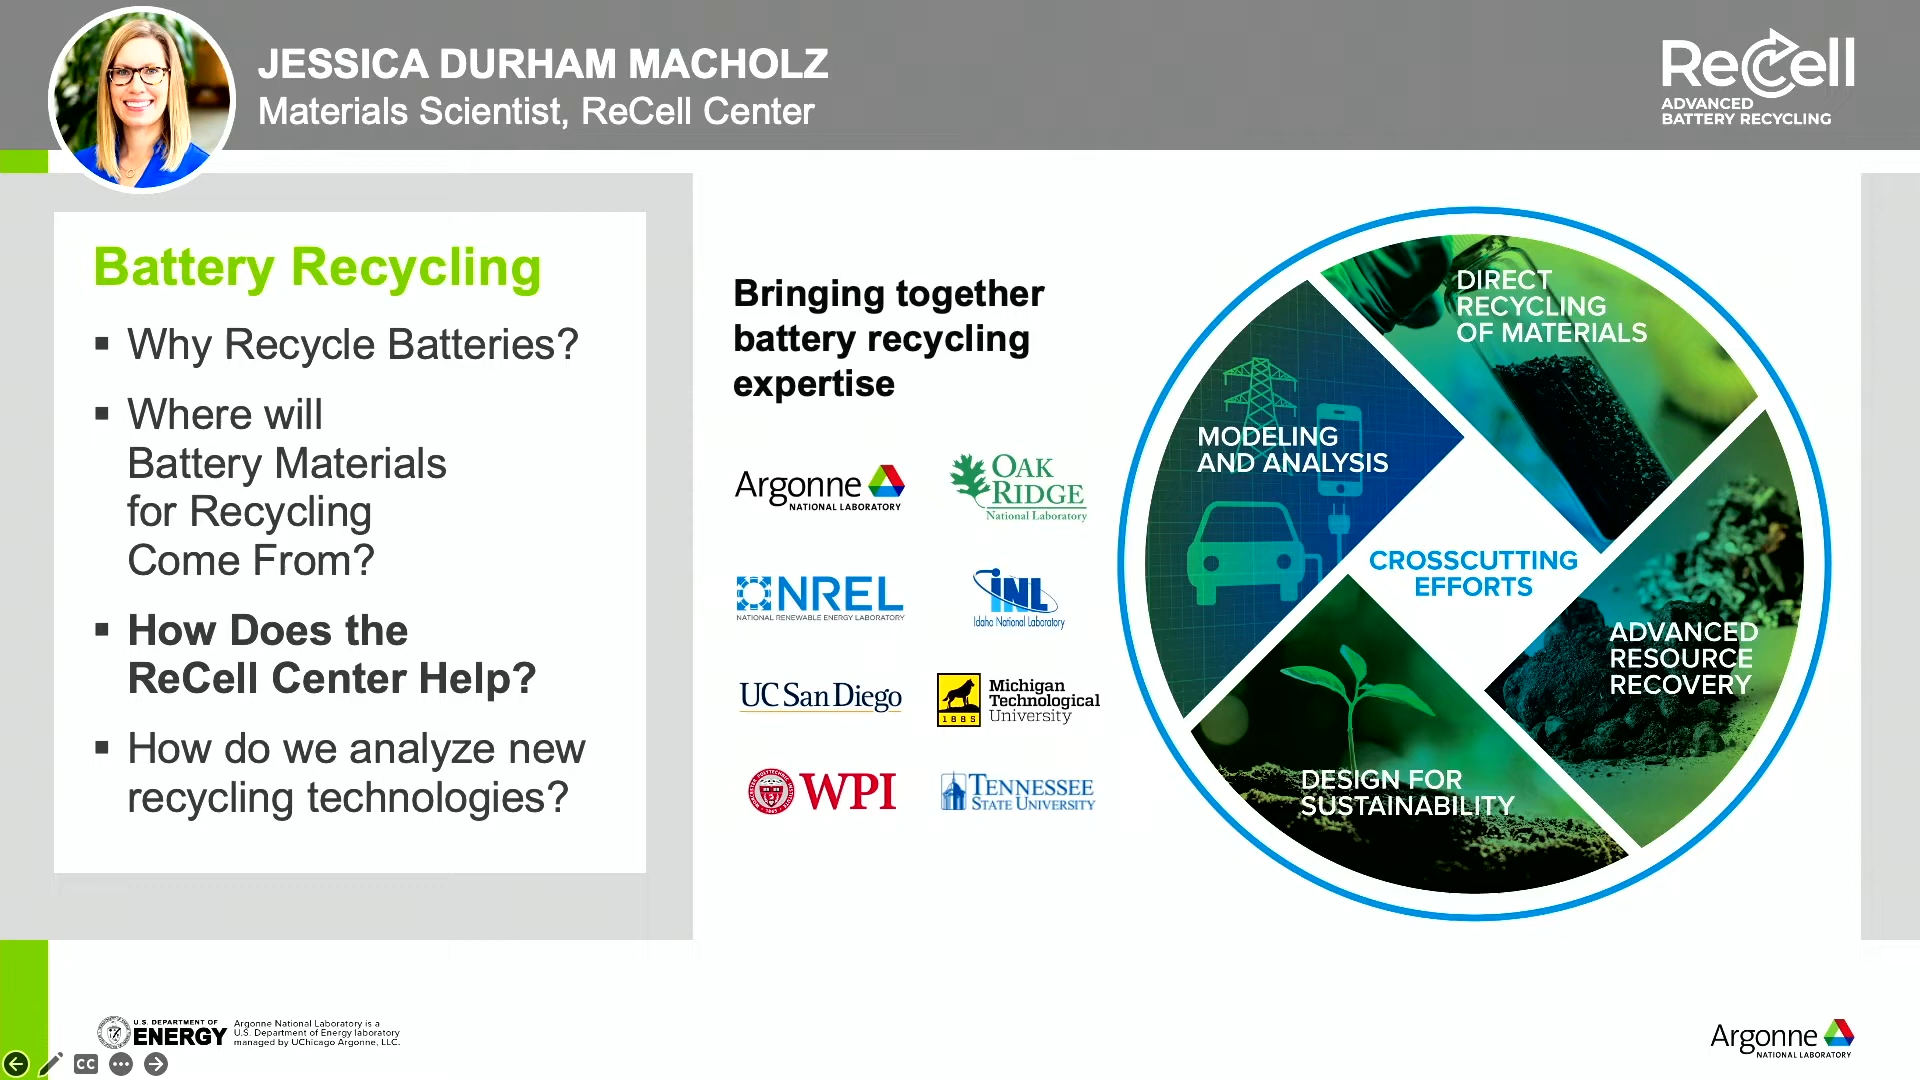 JESSICA DURHAM MACHOLZ
Materials Scientist, ReCell Center
ReCell
ADVANCED
BATTERY RECYCLING
Battery Recycling
▪ Why Recycle Batteries?
▪ Where will
Battery Materials
for Recycling
Come From?
▪ How Does the
ReCell Center Help?
▪ How do we analyze new
recycling technologies?
Bringing together
battery recycling
expertise
Argonne
NATIONAL LABORATORY
OAK
RIDGE
National Laboratory
NREL
NATIONAL RENEWABLE ENERGY LABORATORY
INL
Idaho National Laboratory
UC San Diego
1885
Michigan
Technological
University
WPI
TENNESSEE
STATE UNIVERSITY
DIRECT
RECYCLING
OF MATERIALS
MODELING
AND ANALYSIS
CROSSCUTTING
EFFORTS
ADVANCED
RESOURCE
RECOVERY
DESIGN FOR
SUSTAINABILITY
U.S. DEPARTMENT OF
ENERGY
Argonne National Laboratory is a
U.S. Department of Energy laboratory
managed by UChicago Argonne, LLC.
CC
Argonne
NATIONAL LABORATORY